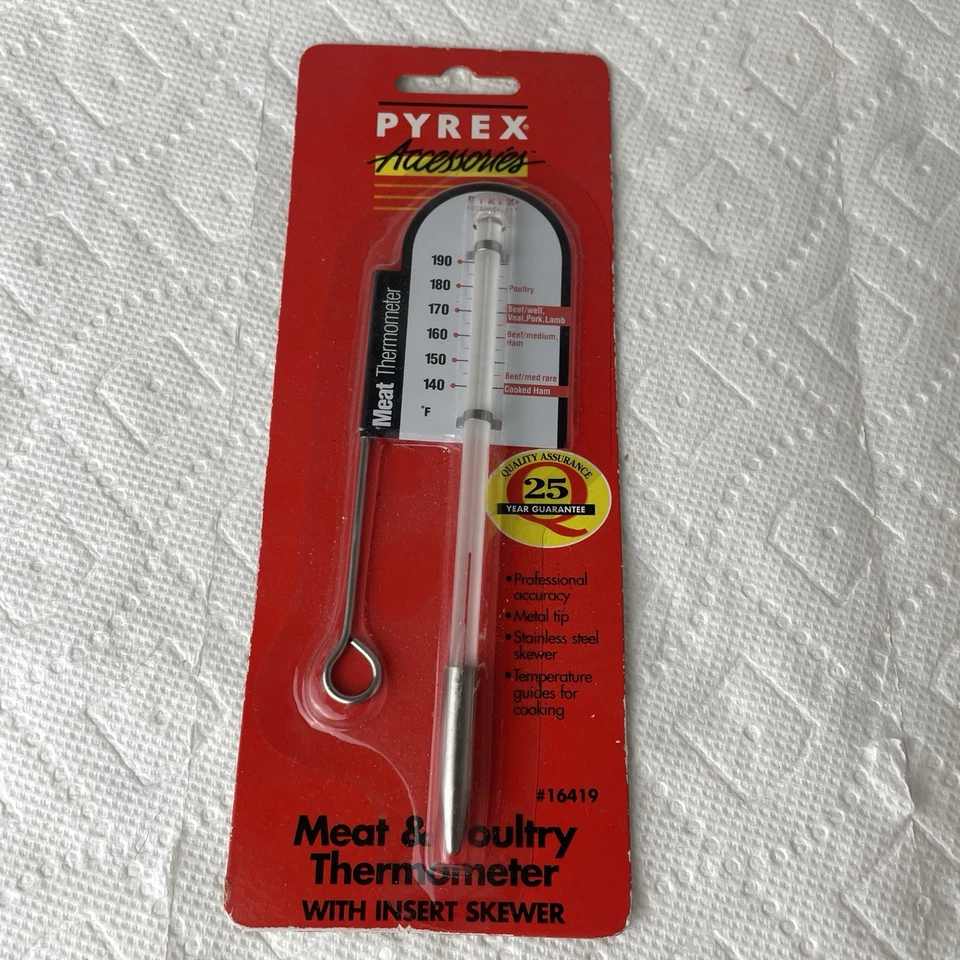 PYREX®
Accessories™
PYREX®
190
180
Poultry
170
Beef/well,
Veal,Pork,Lamb
160
Beef/medium,
Ham
150
Beef/med rare
140
Cooked Ham
°F
Meat Thermometer
QUALITY ASSURANCE
25
YEAR GUARANTEE
•Professional
accuracy
•Metal tip
•Stainless steel
skewer
•Temperature
guides for
cooking
#16419
Meat & Poultry
Thermometer
WITH INSERT SKEWER